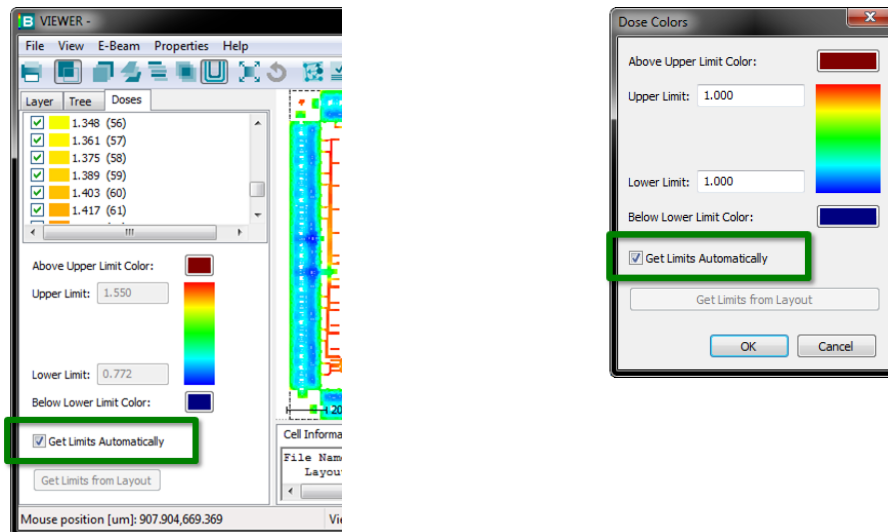 VIEWER -
File View E-Beam Properties Help
Layer Tree Doses
1.348 (56)
1.361 (57)
1.375 (58)
1.389 (59)
1.403 (60)
1.417 (61)
Above Upper Limit Color:
Upper Limit: 1.550
Lower Limit: 0.772
Below Lower Limit Color:
Get Limits Automatically
Get Limits from Layout
20
Cell Informa
File Nam
Layou
Mouse position [um]: 907.904,669.369
Vi
Dose Colors
Above Upper Limit Color:
Upper Limit: 1.000
Lower Limit: 1.000
Below Lower Limit Color:
Get Limits Automatically
Get Limits from Layout
OK Cancel